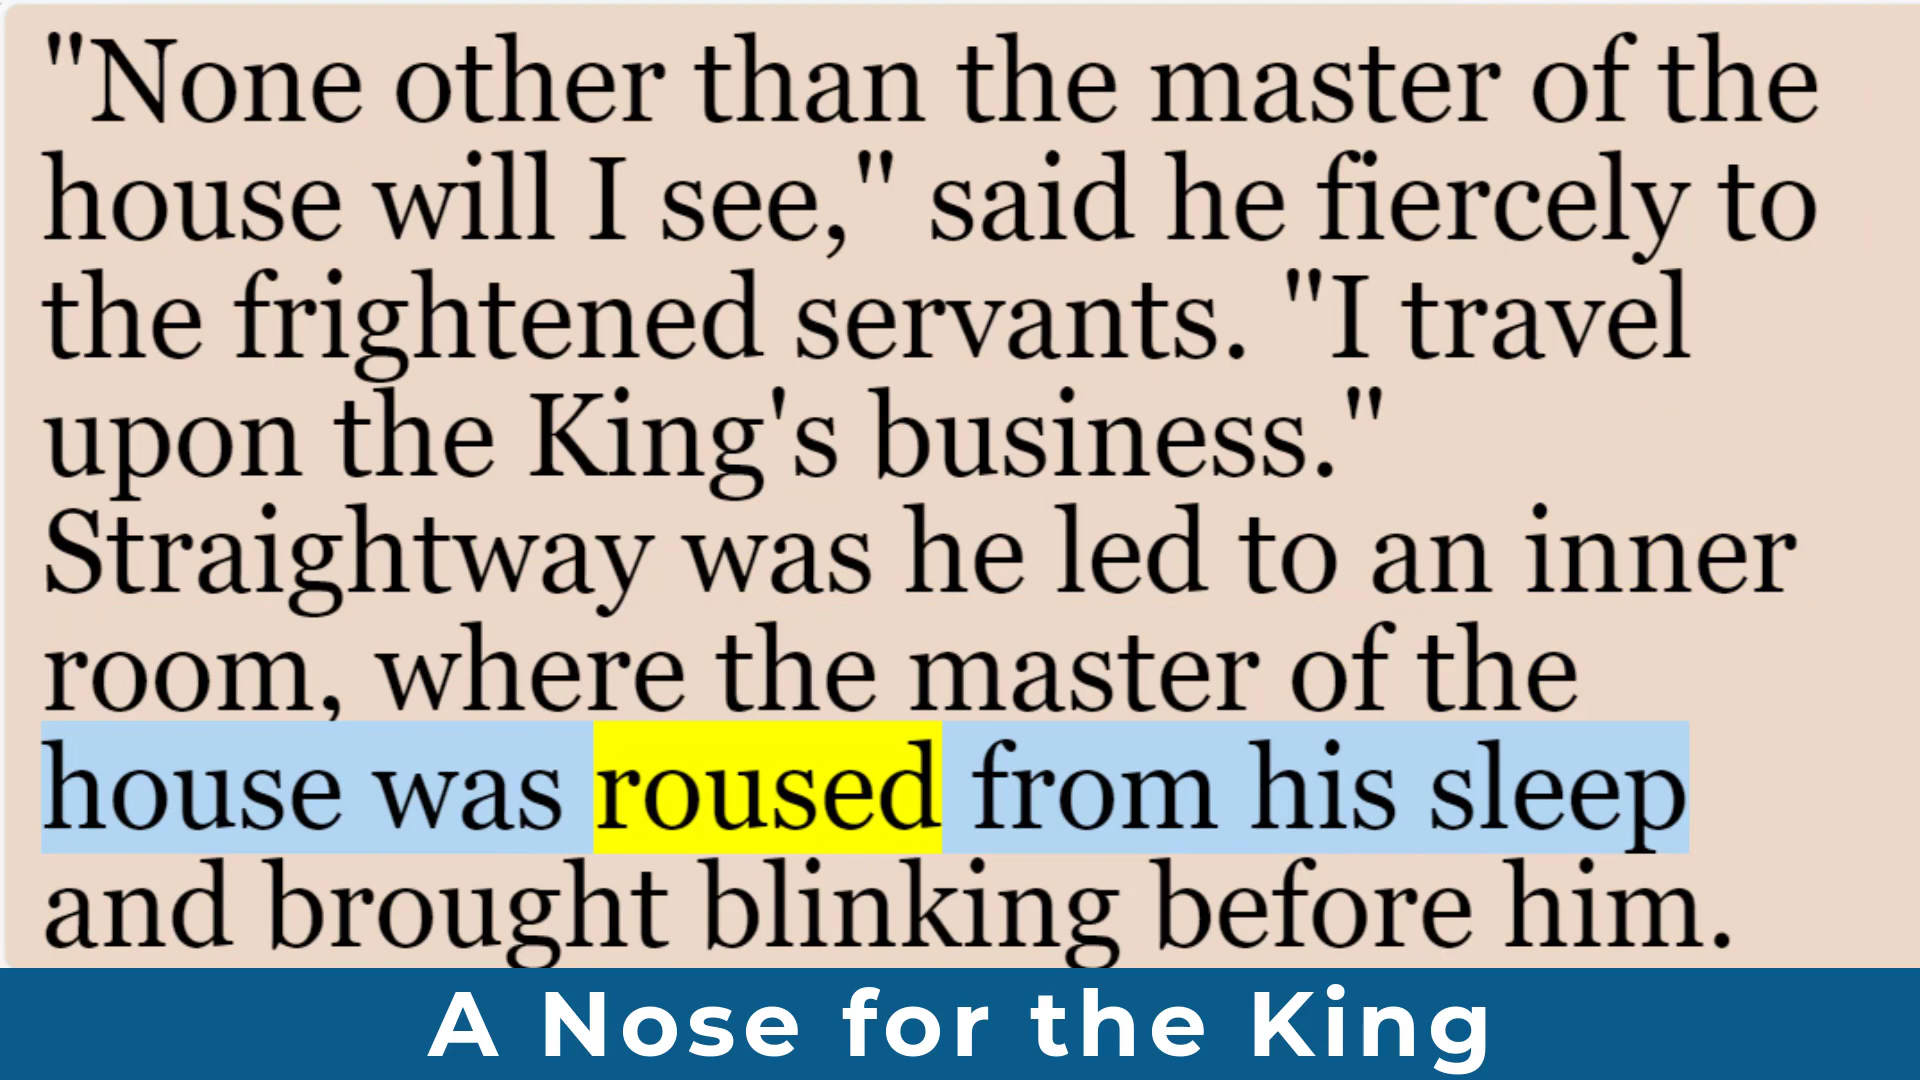 "None other than the master of the
house will I see," said he fiercely to
the frightened servants. "I travel
upon the King's business."
Straightway was he led to an inner
room, where the master of the
house was roused from his sleep
and brought blinking before him.
A Nose for the King